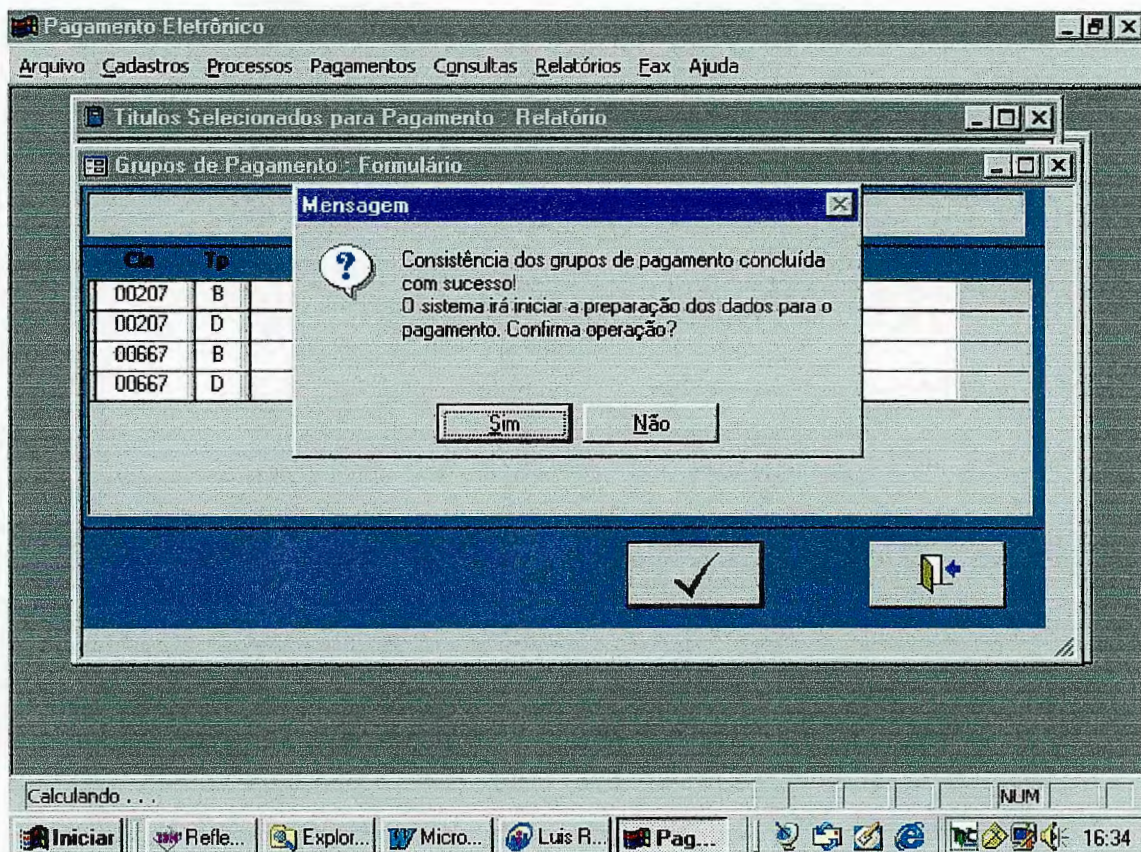 Pagamento Eletrônico
Arquivo Cadastros Processos Pagamentos Consultas Relatórios Fax Ajuda
Titulos Selecionados para Pagamento : Relatório
Grupos de Pagamento : Formulário
Mensagem
Cia Tp
Consistência dos grupos de pagamento concluída
com sucesso!
O sistema irá iniciar a preparação dos dados para o
pagamento. Confirma operação?
00207 B
00207 D
00667 B
00667 D
Sim Não
Calculando . . . NUM
Iniciar Refle... Explor... Micro... Luis R... Pag... 16:34